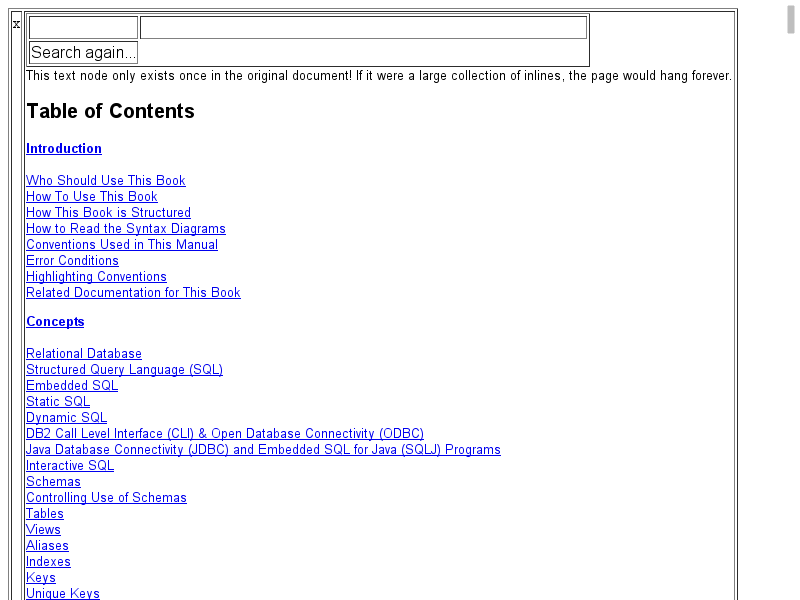 x
Search again...
This text node only exists once in the original document! If it were a large collection of inlines, the page would hang forever.
Table of Contents
Introduction
Who Should Use This Book
How To Use This Book
How This Book is Structured
How to Read the Syntax Diagrams
Conventions Used in This Manual
Error Conditions
Highlighting Conventions
Related Documentation for This Book
Concepts
Relational Database
Structured Query Language (SQL)
Embedded SQL
Static SQL
Dynamic SQL
DB2 Call Level Interface (CLI) & Open Database Connectivity (ODBC)
Java Database Connectivity (JDBC) and Embedded SQL for Java (SQLJ) Programs
Interactive SQL
Schemas
Controlling Use of Schemas
Tables
Views
Aliases
Indexes
Keys
Unique Keys